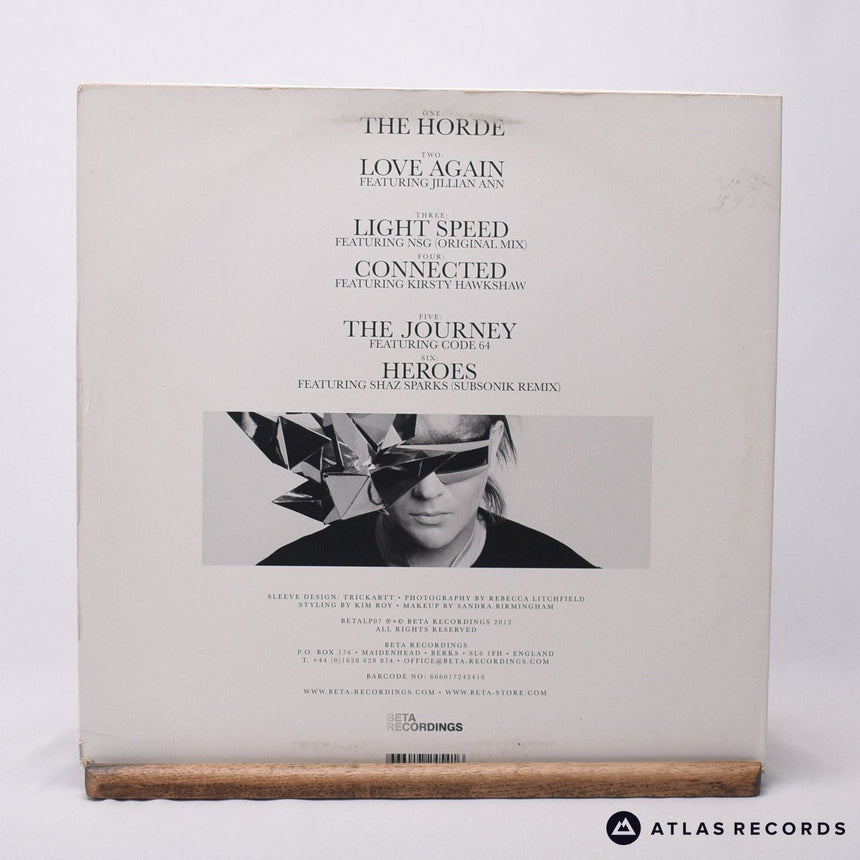 ONE:
THE HORDE
TWO:
LOVE AGAIN
FEATURING JILLIAN ANN
THREE:
LIGHT SPEED
FEATURING NSG (ORIGINAL MIX)
FOUR:
CONNECTED
FEATURING KIRSTY HAWKSHAW
FIVE:
THE JOURNEY
FEATURING CODE 64
SIX:
HEROES
FEATURING SHAZ SPARKS (SUBSONIK REMIX)
SLEEVE DESIGN: TRICKARTT • PHOTOGRAPHY BY REBECCA LITCHFIELD
STYLING BY KIM ROY • MAKEUP BY SANDRA BIRMINGHAM
BETALP07 ℗+© BETA RECORDINGS 2012
ALL RIGHTS RESERVED
BETA RECORDINGS
P.O. BOX 176 • MAIDENHEAD • BERKS • SL6 1FH • ENGLAND
T. +44 (0)1628 628 874 • OFFICE@BETA-RECORDINGS.COM
BARCODE NO: 666017245416
WWW.BETA-RECORDINGS.COM • WWW.BETA-STORE.COM
BETA
RECORDINGS
ATLAS RECORDS